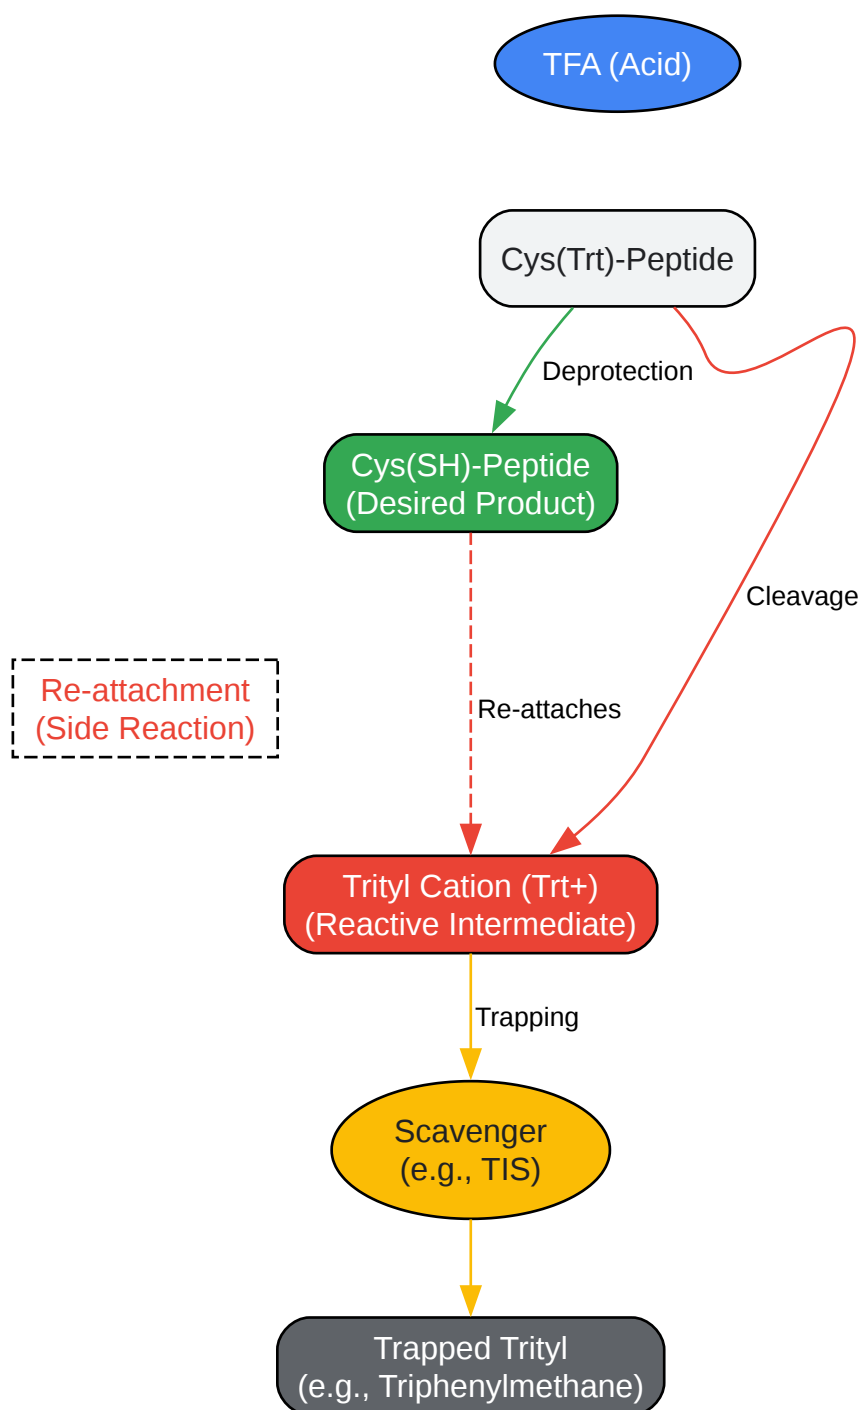 TFA (Acid)
Cys(Trt)-Peptide
Deprotection
Cys(SH)-Peptide
(Desired Product)
Cleavage
Re-attachment
(Side Reaction)
Re-attaches
Trityl Cation (Trt+)
(Reactive Intermediate)
Trapping
Scavenger
(e.g., TIS)
Trapped Trityl
(e.g., Triphenylmethane)